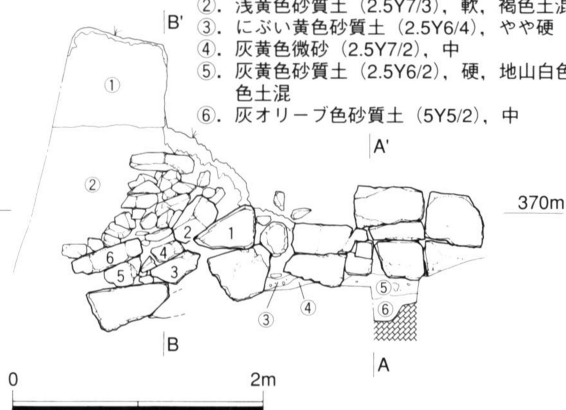 ②．浅黄色砂質土（2.5Y7/3），軟，褐色土混
③．にぶい黄色砂質土（2.5Y6/4），やや硬
④．灰黄色微砂（2.5Y7/2），中
⑤．灰黄色砂質土（2.5Y6/2），硬，地山白色
色土混
⑥．灰オリーブ色砂質土（5Y5/2），中
B'
①
A'
②
370m
2
1
6
4
5
3
⑤
④
⑥
③
B
A
0
2m